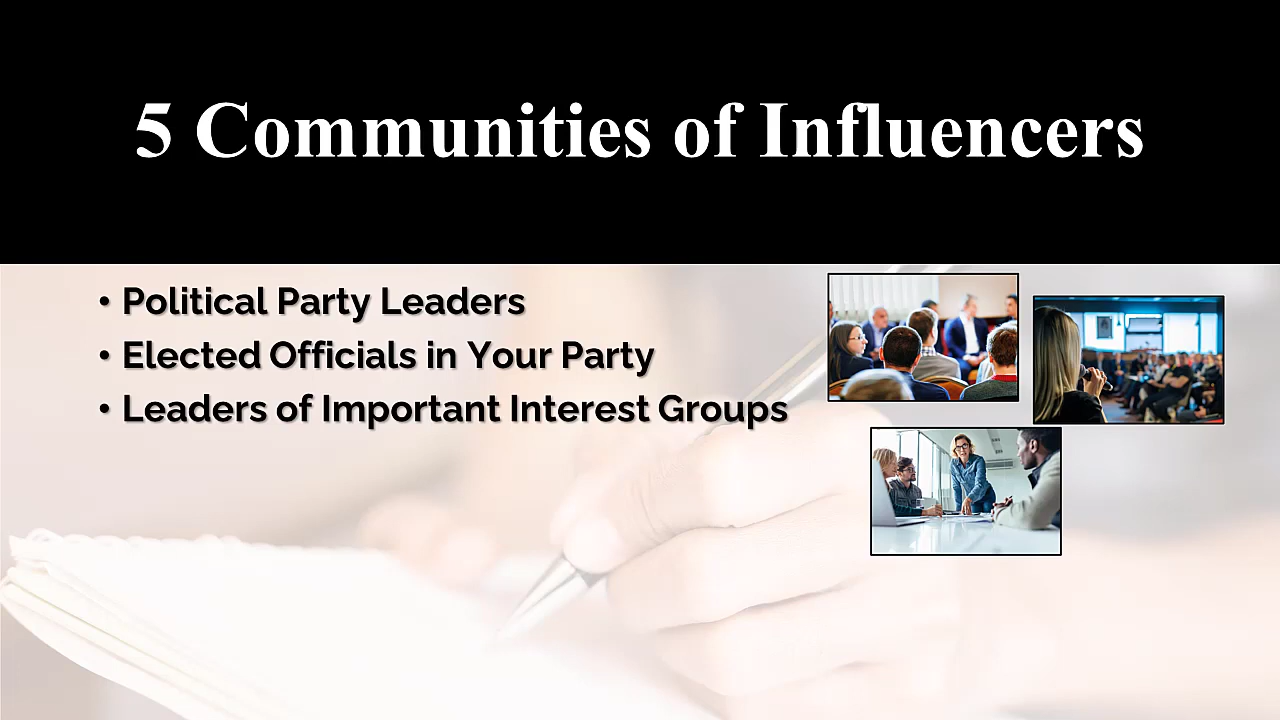 5 Communities of Influencers
• Political Party Leaders
• Elected Officials in Your Party
• Leaders of Important Interest Groups